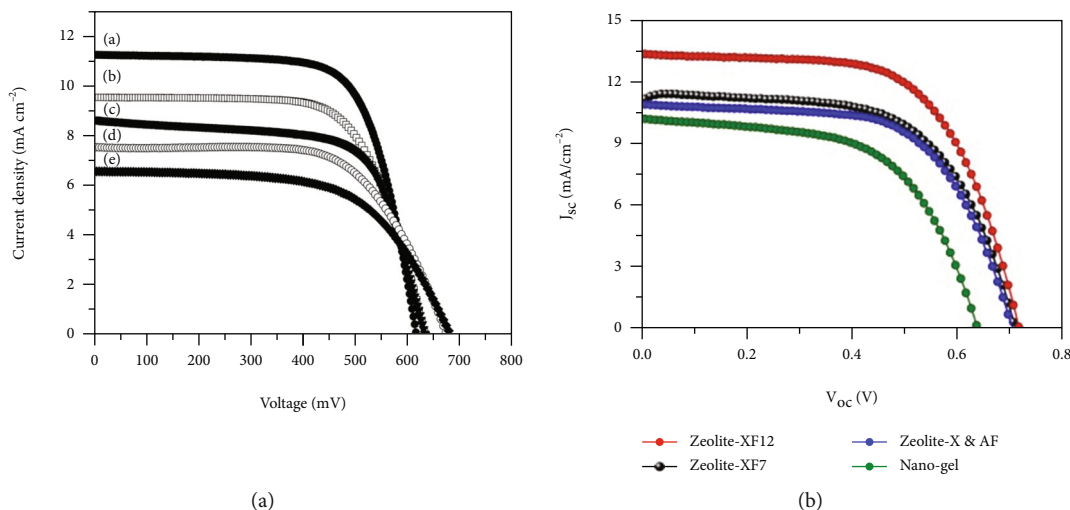 12
10
8
6
4
2
0
(a)
(b)
(c)
(d)
(e)
Current density (mA cm⁻²)
0 100 200 300 400 500 600 700 800
Voltage (mV)
(a)
15
12
9
6
3
0
J_sc (mA/cm⁻²)
0.0 0.2 0.4 0.6 0.8
V_oc (V)
Zeolite-XF12
Zeolite-XF7
Zeolite-X & AF
Nano-gel
(b)